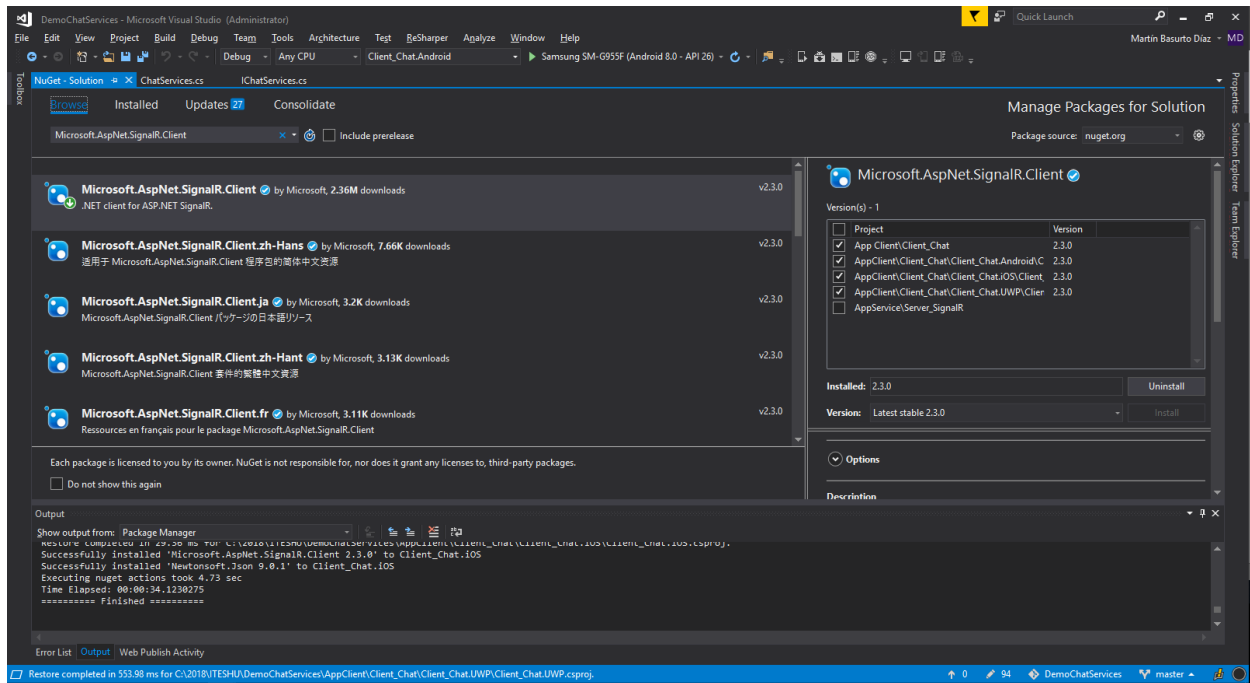 DemoChatServices - Microsoft Visual Studio (Administrator)
Quick Launch
File Edit View Project Build Debug Team Tools Architecture Test ReSharper Analyze Window Help
Martín Basurto Díaz MD
Debug Any CPU Client_Chat.Android Samsung SM-G955F (Android 8.0 - API 26)
Toolbox
NuGet - Solution ChatServices.cs IChatServices.cs
Properties
Solution Explorer
Team Explorer
Browse Installed Updates 27 Consolidate
Manage Packages for Solution
Microsoft.AspNet.SignalR.Client Include prerelease
Package source: nuget.org
Microsoft.AspNet.SignalR.Client by Microsoft, 2.36M downloads v2.3.0
.NET client for ASP.NET SignalR.
Microsoft.AspNet.SignalR.Client.zh-Hans by Microsoft, 7.66K downloads v2.3.0
适用于 Microsoft.AspNet.SignalR.Client 程序包的简体中文资源
Microsoft.AspNet.SignalR.Client.ja by Microsoft, 3.2K downloads v2.3.0
Microsoft.AspNet.SignalR.Client パッケージの日本語リソース
Microsoft.AspNet.SignalR.Client.zh-Hant by Microsoft, 3.13K downloads v2.3.0
Microsoft.AspNet.SignalR.Client 套件的繁體中文資源
Microsoft.AspNet.SignalR.Client.fr by Microsoft, 3.11K downloads v2.3.0
Ressources en français pour le package Microsoft.AspNet.SignalR.Client
Each package is licensed to you by its owner. NuGet is not responsible for, nor does it grant any licenses to, third-party packages.
Do not show this again
Microsoft.AspNet.SignalR.Client
Version(s) - 1
Project Version
App Client\Client_Chat 2.3.0
AppClient\Client_Chat\Client_Chat.Android\C 2.3.0
AppClient\Client_Chat\Client_Chat.iOS\Client_ 2.3.0
AppClient\Client_Chat\Client_Chat.UWP\Clier 2.3.0
AppService\Server_SignalR
Installed: 2.3.0 Uninstall
Version: Latest stable 2.3.0 Install
Options
Description
Output
Show output from: Package Manager
Restore completed in 29.56 ms for C:\2018\ITESHU\DemoChatServices\AppClient\Client_Chat\Client_Chat.iOS\Client_Chat.iOS.csproj.
Successfully installed 'Microsoft.AspNet.SignalR.Client 2.3.0' to Client_Chat.iOS
Successfully installed 'Newtonsoft.Json 9.0.1' to Client_Chat.iOS
Executing nuget actions took 4.73 sec
Time Elapsed: 00:00:34.1230275
========== Finished ==========
Error List Output Web Publish Activity
Restore completed in 553.98 ms for C:\2018\ITESHU\DemoChatServices\AppClient\Client_Chat\Client_Chat.UWP\Client_Chat.UWP.csproj. 0 94 DemoChatServices master